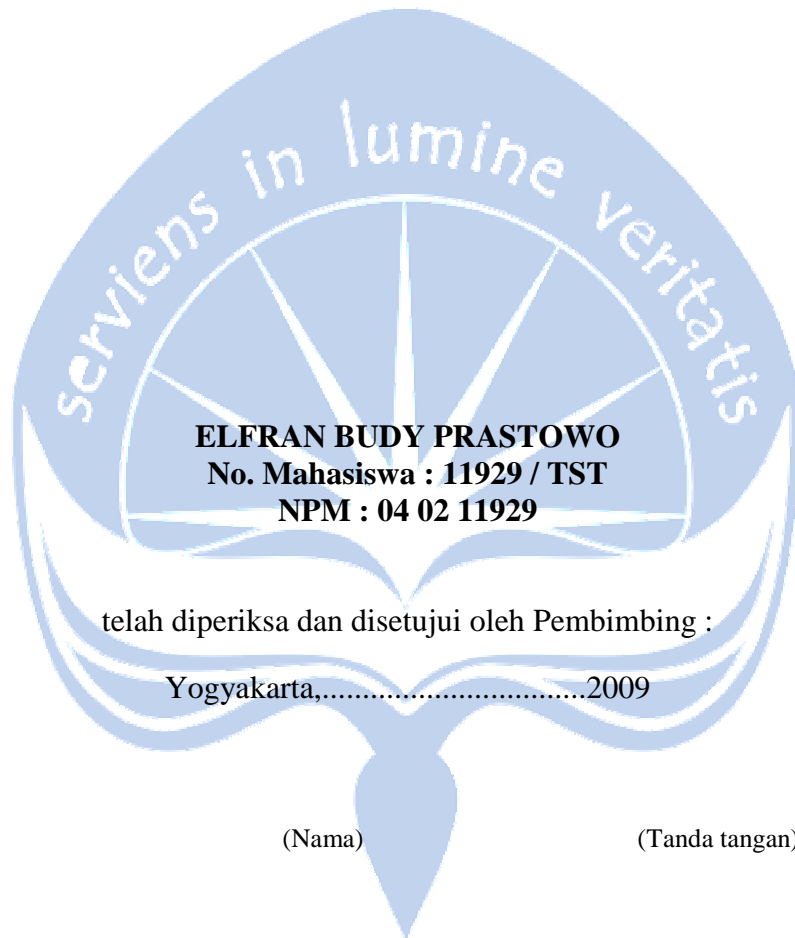 serviens in lumine veritatis
ELFRAN BUDY PRASTOWO
No. Mahasiswa : 11929 / TST
NPM : 04 02 11929
telah diperiksa dan disetujui oleh Pembimbing :
Yogyakarta,................................2009
(Nama) (Tanda tangan)